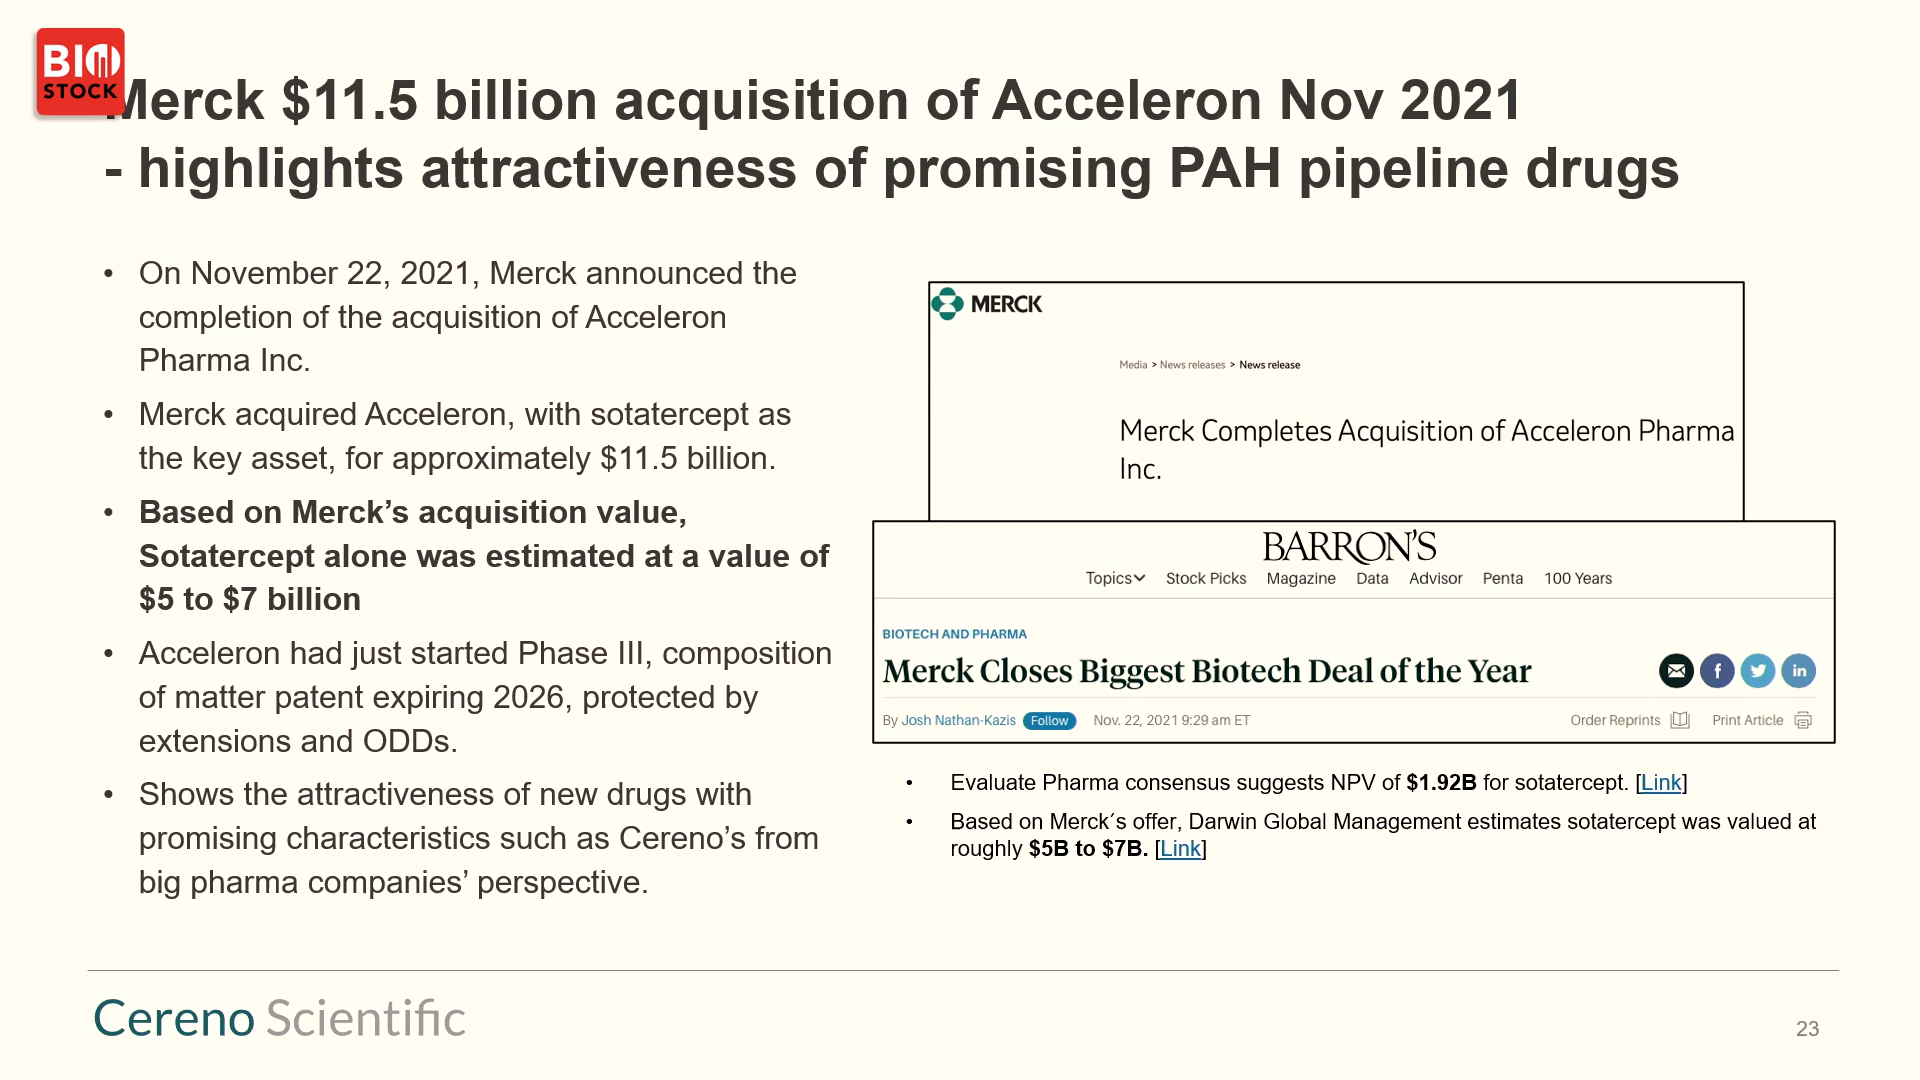 BIO
STOCK
Merck $11.5 billion acquisition of Acceleron Nov 2021
- highlights attractiveness of promising PAH pipeline drugs
• On November 22, 2021, Merck announced the
completion of the acquisition of Acceleron
Pharma Inc.
• Merck acquired Acceleron, with sotatercept as
the key asset, for approximately $11.5 billion.
• Based on Merck’s acquisition value,
Sotatercept alone was estimated at a value of
$5 to $7 billion
• Acceleron had just started Phase III, composition
of matter patent expiring 2026, protected by
extensions and ODDs.
• Shows the attractiveness of new drugs with
promising characteristics such as Cereno’s from
big pharma companies’ perspective.
MERCK
Media > News releases > News release
Merck Completes Acquisition of Acceleron Pharma
Inc.
BARRON’S
Topics Stock Picks Magazine Data Advisor Penta 100 Years
BIOTECH AND PHARMA
Merck Closes Biggest Biotech Deal of the Year
By Josh Nathan-Kazis Follow Nov. 22, 2021 9:29 am ET Order Reprints Print Article
• Evaluate Pharma consensus suggests NPV of $1.92B for sotatercept. [Link]
• Based on Merck´s offer, Darwin Global Management estimates sotatercept was valued at
roughly $5B to $7B. [Link]
Cereno Scientific
23